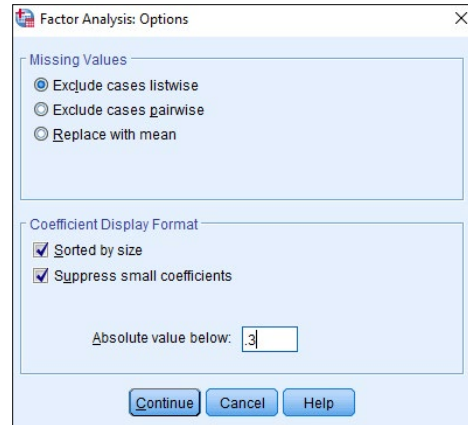 Factor Analysis: Options
Missing Values
Exclude cases listwise
Exclude cases pairwise
Replace with mean
Coefficient Display Format
Sorted by size
Suppress small coefficients
Absolute value below: .3
Continue Cancel Help